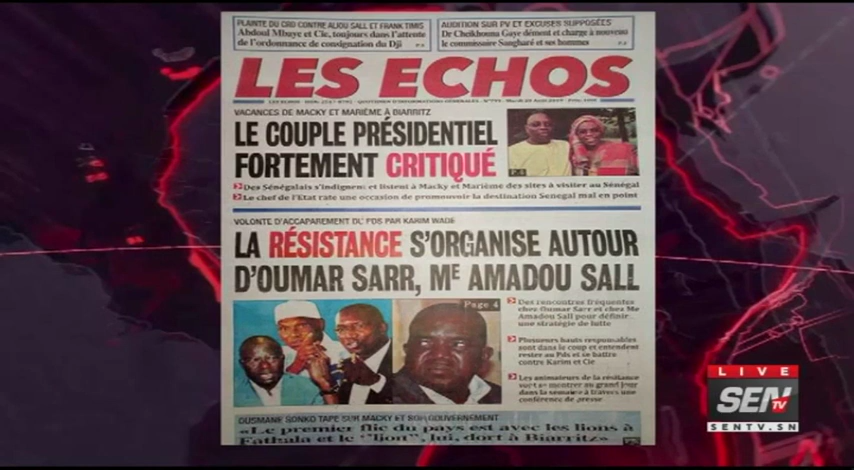 PLAINTE DU CRD CONTRE ALIOU SALL ET FRANK TIMIS
Abdoul Mbaye et Cie, toujours dans l'attente
de l'ordonnance de consignation du Dji
AUDITION SUR PV ET EXCUSES SUPPOSÉES
Dr Cheikhouna Gaye dément et charge à nouveau
le commissaire Sangharé et ses hommes
LES ECHOS
VACANCES DE MACKY ET MARIÈME À BIARRITZ
LE COUPLE PRÉSIDENTIEL
FORTEMENT CRITIQUÉ
Des Sénégalais s'indignent et listent à Macky et Marième des sites à visiter au Sénégal
Le chef de l'Etat rate une occasion de promouvoir la destination Senegal mal en point
VOLONTE D'ACCAPAREMENT DU PDS PAR KARIM WADE
LA RÉSISTANCE S'ORGANISE AUTOUR
D'OUMAR SARR, ME AMADOU SALL
Page 4
Des rencontres fréquentes
chez Oumar Sarr et chez Me
Amadou Sall pour définir
une stratégie de lutte
Plusieurs hauts responsables
sont dans le coup et entendent
rester au Pds et se battre
contre Karim et Cie
Les animateurs de la résitance
vont se montrer au grand jour
dans la semaine à travers une
conférence de presse
OUSMANE SONKO TAPE SUR MACKY ET SON GOUVERNEMENT
«Le premier flic du pays est avec les lions à
Fathala et le "lion", lui, dort à Biarritz»
LIVE
SEN TV
SENTV.SN